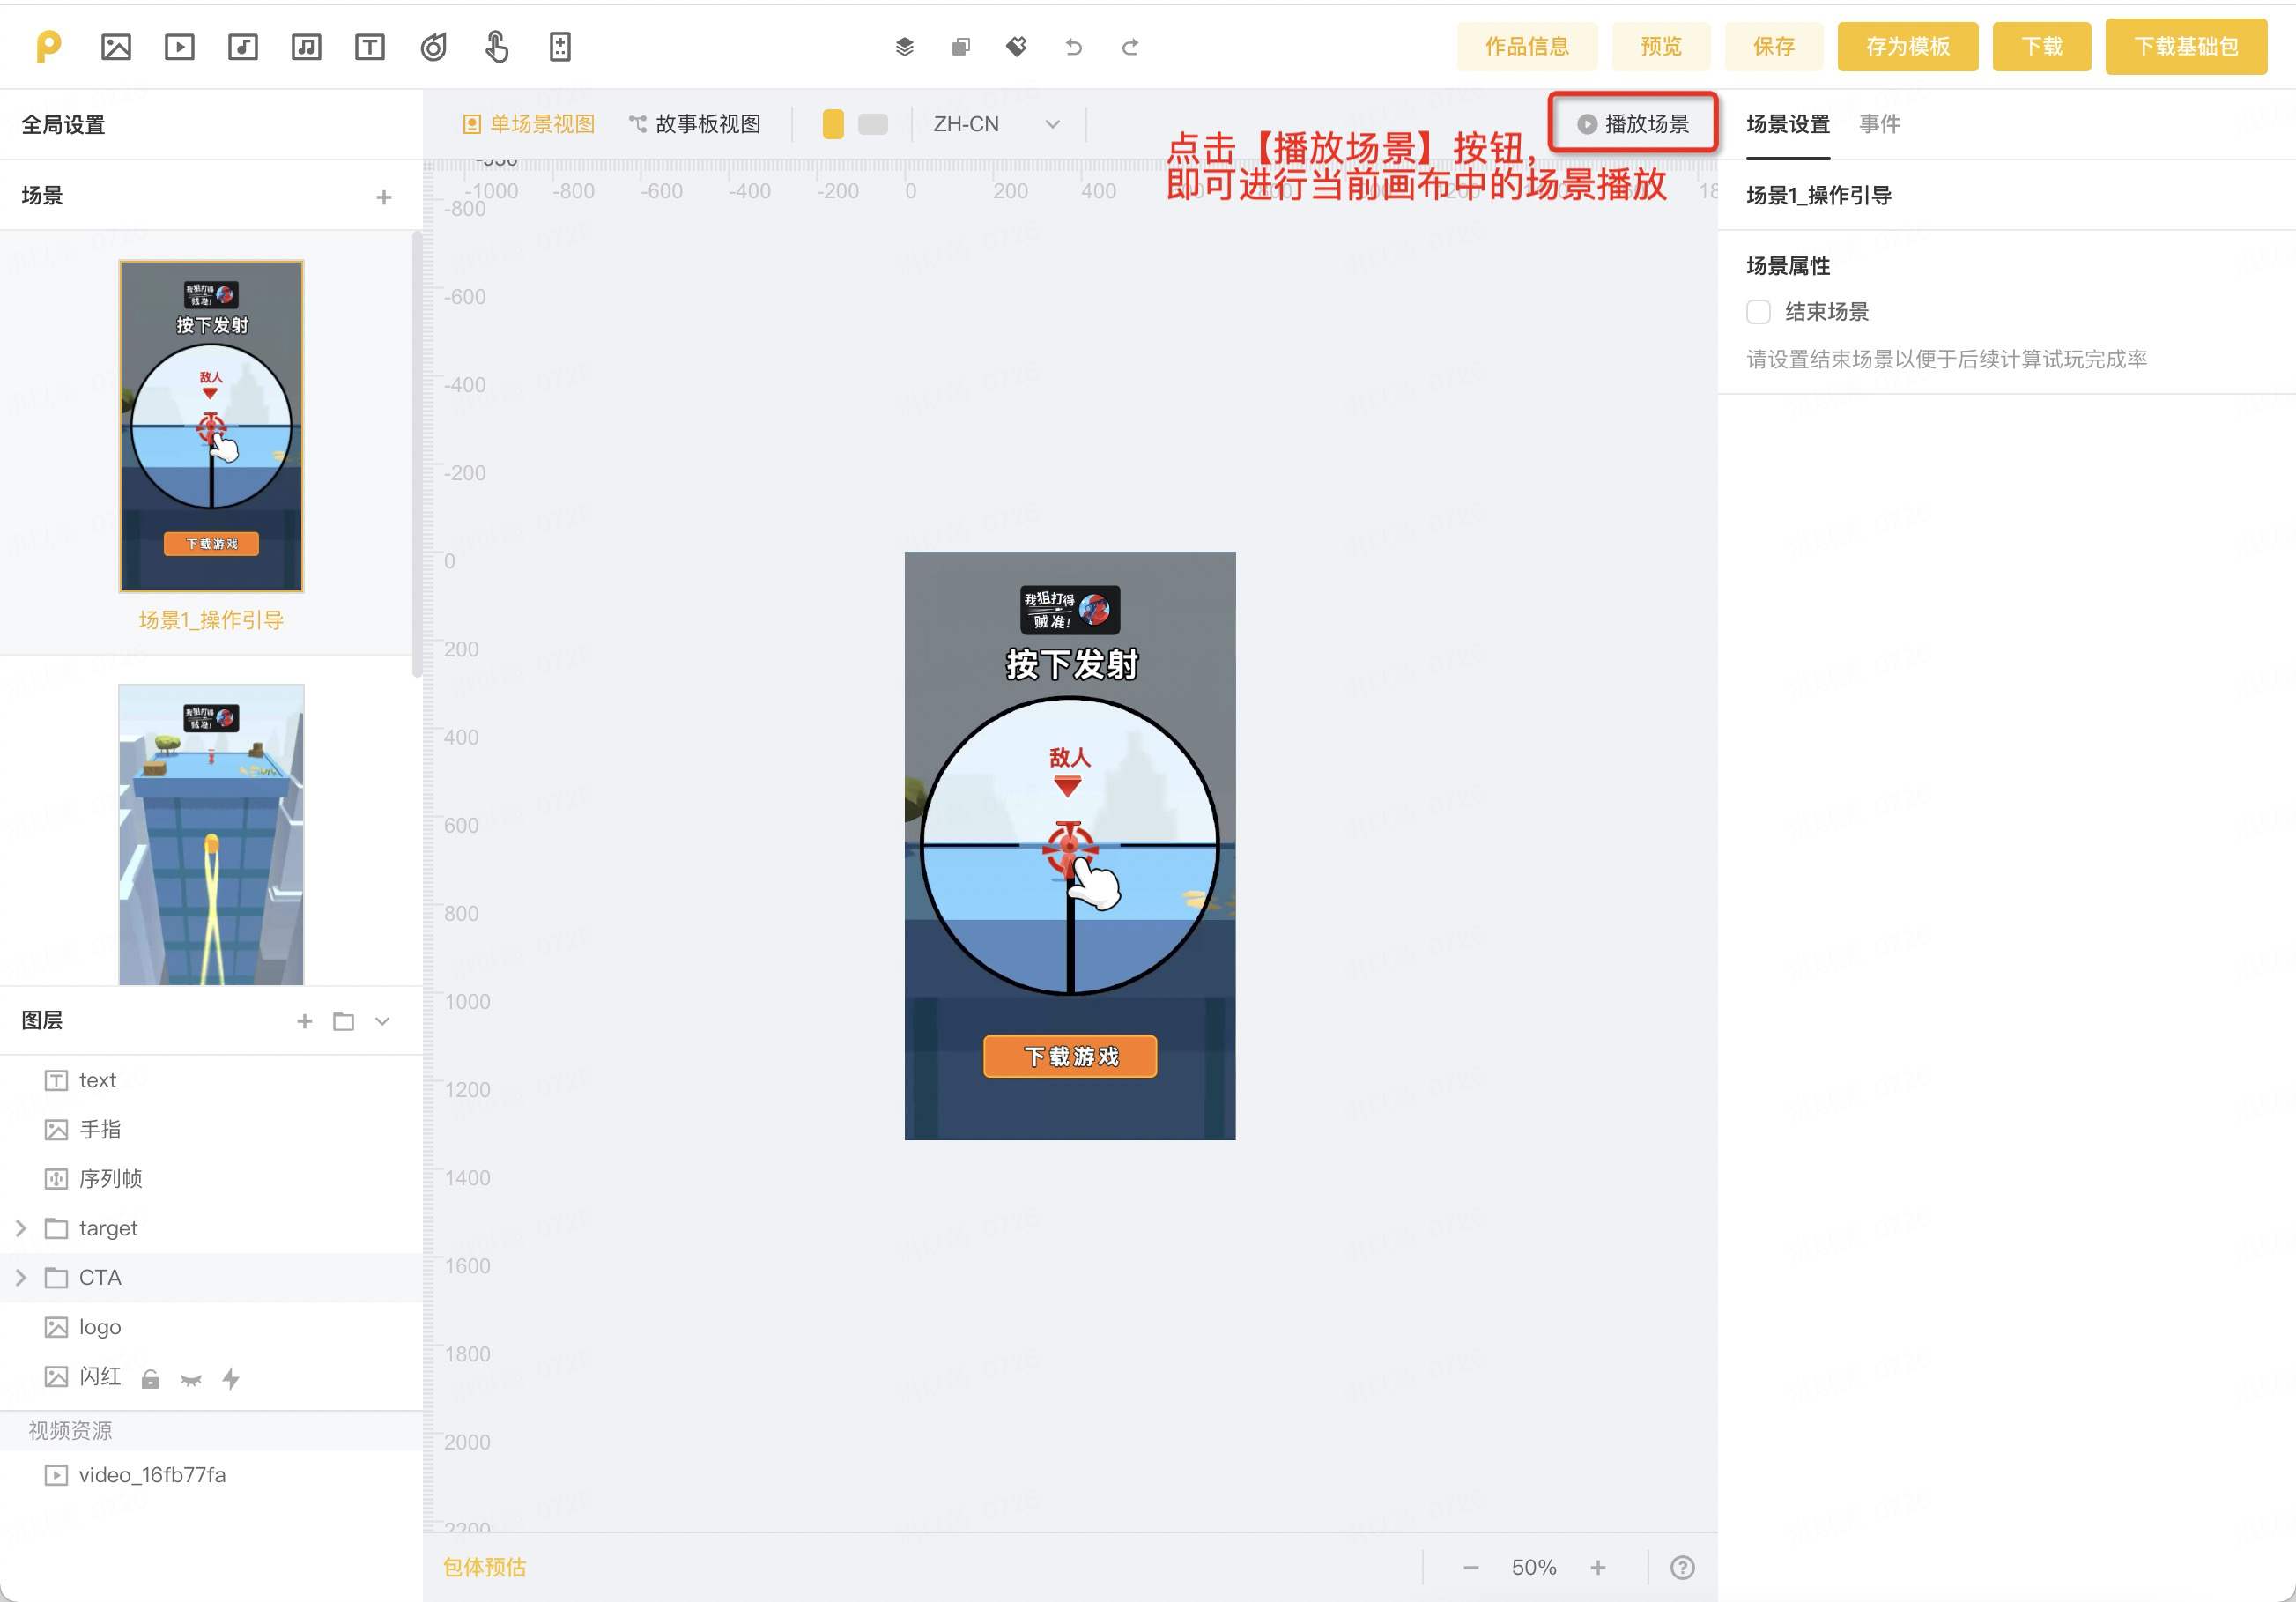 作品信息
预览
保存
存为模板
下载
下载基础包
全局设置
单场景视图
故事板视图
ZH-CN
播放场景
场景设置
事件
点击【播放场景】按钮,
即可进行当前画布中的场景播放
-1000 -800 -600 -400 -200 0 200 400
场景
场景1_操作引导
场景属性
结束场景
请设置结束场景以便于后续计算试玩完成率
我狙打得
贼准!
按下发射
敌人
下载游戏
场景1_操作引导
我狙打得
贼准!
-800
-600
-400
-200
0
200
400
600
800
1000
1200
1400
1600
1800
2000
2200
我狙打得
贼准!
按下发射
敌人
下载游戏
图层
text
手指
序列帧
target
CTA
logo
闪红
视频资源
video_16fb77fa
包体预估
50%